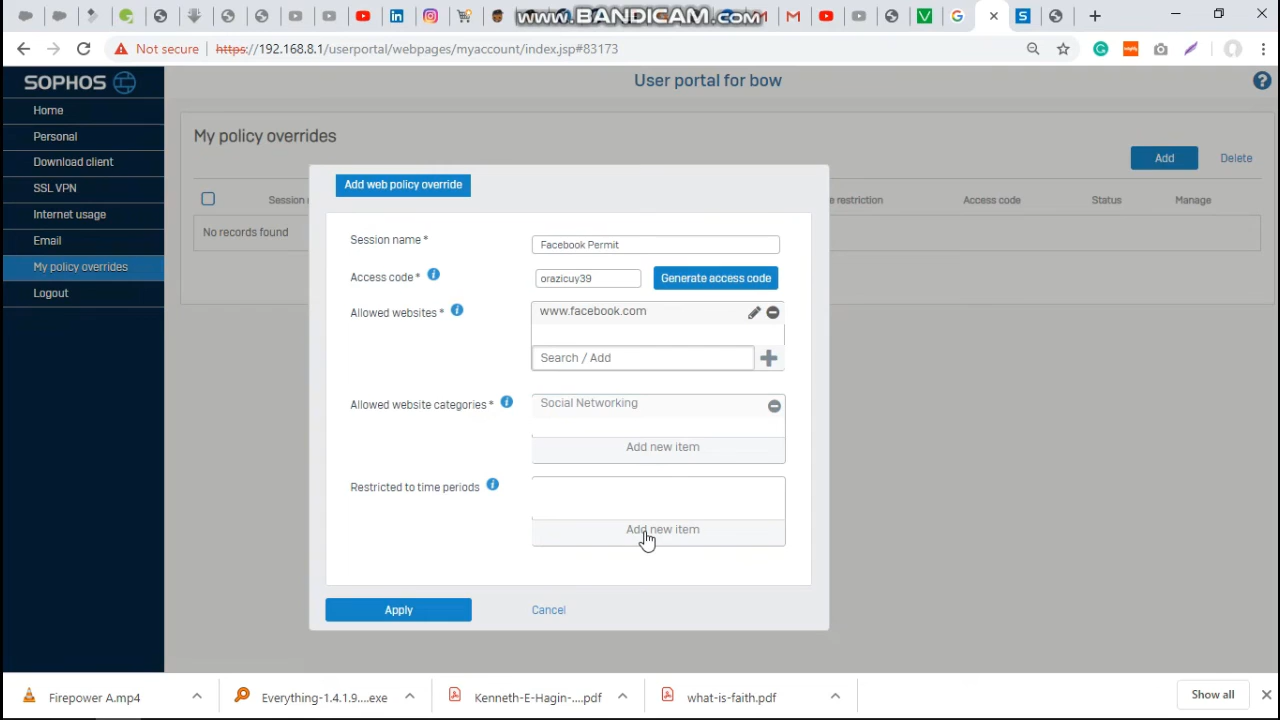 www.BANDICAM.com
Not secure
https://192.168.8.1/userportal/webpages/myaccount/index.jsp#83173
SOPHOS
User portal for bow
Home
Personal
Download client
SSL VPN
Internet usage
Email
My policy overrides
Logout
My policy overrides
Add
Delete
Session
e restriction
Access code
Status
Manage
No records found
Add web policy override
Session name *
Facebook Permit
Access code *
orazicuy39
Generate access code
Allowed websites *
www.facebook.com
Search / Add
Allowed website categories *
Social Networking
Add new item
Restricted to time periods
Add new item
Apply
Cancel
Firepower A.mp4
Everything-1.4.1.9....exe
Kenneth-E-Hagin-....pdf
what-is-faith.pdf
Show all